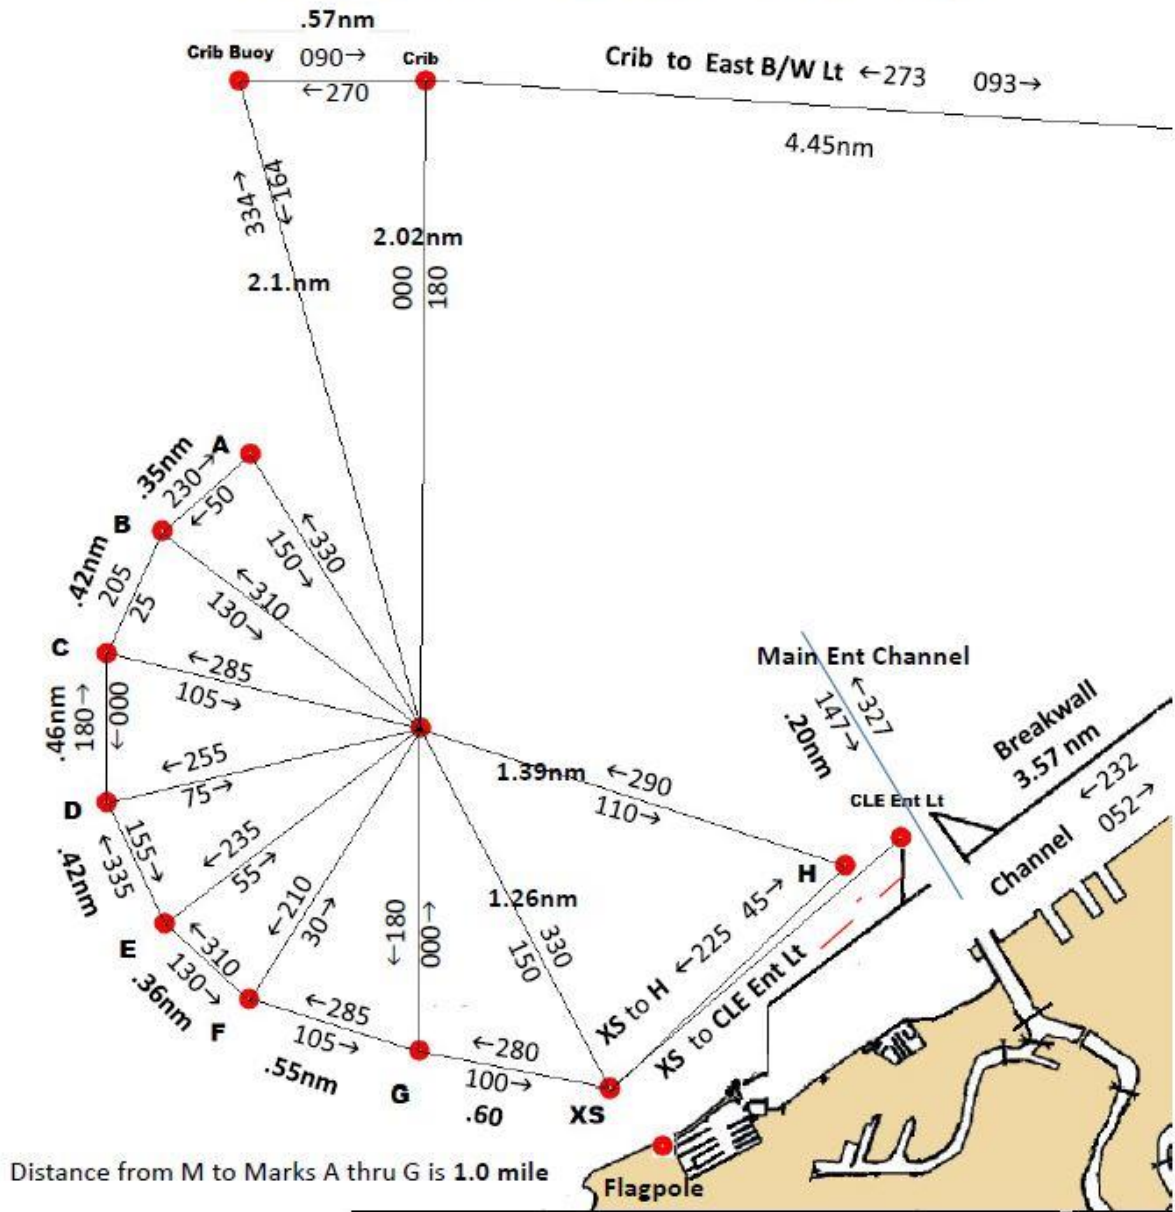 .57nm
Crib Buoy
090→
Crib
←270
Crib to East B/W Lt ←273 093→
4.45nm
334→
←164
2.1.nm
2.02nm
000
180
A
.35nm
230→
←50
B
.42nm
205
25
←330
150→
←310
130→
C
←285
105→
.46nm
180→
←000
←255
75→
D
155→
←335
.42nm
←235
55→
E
←310
130→
.36nm
F
←210
30→
←285
105→
.55nm
←180
000→
G
←280
100→
.60
XS
1.39nm
←290
110→
1.26nm
330
150
H
XS to H ←225 45→
XS to CLE Ent Lt
Main Ent Channel
←327
147→
.20nm
CLE Ent Lt
Breakwall
3.57 nm
←232
052→
Channel
Distance from M to Marks A thru G is 1.0 mile
Flagpole